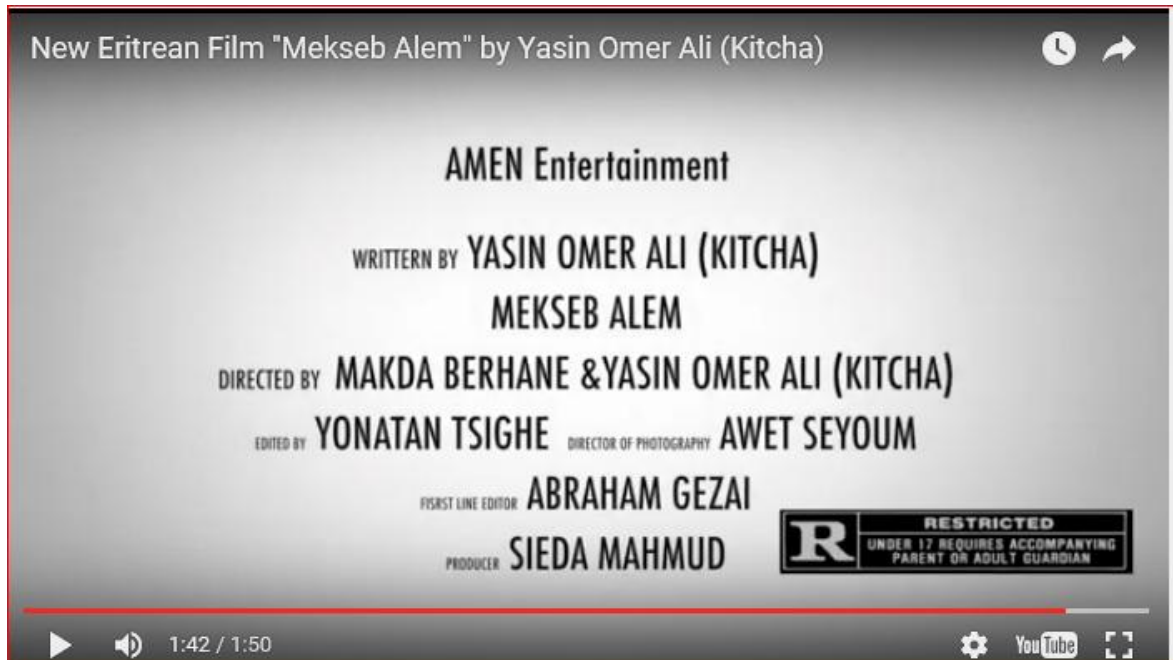 New Eritrean Film "Mekseb Alem" by Yasin Omer Ali (Kitcha)
AMEN Entertainment
WRITTERN BY YASIN OMER ALI (KITCHA)
MEKSEB ALEM
DIRECTED BY MAKDA BERHANE &YASIN OMER ALI (KITCHA)
EDITED BY YONATAN TSIGHE DIRECTOR OF PHOTOGRAPHY AWET SEYOUM
FISRST LINE EDITOR ABRAHAM GEZAI
PRODUCER SIEDA MAHMUD
R RESTRICTED
UNDER 17 REQUIRES ACCOMPANYING
PARENT OR ADULT GUARDIAN
1:42 / 1:50 YouTube